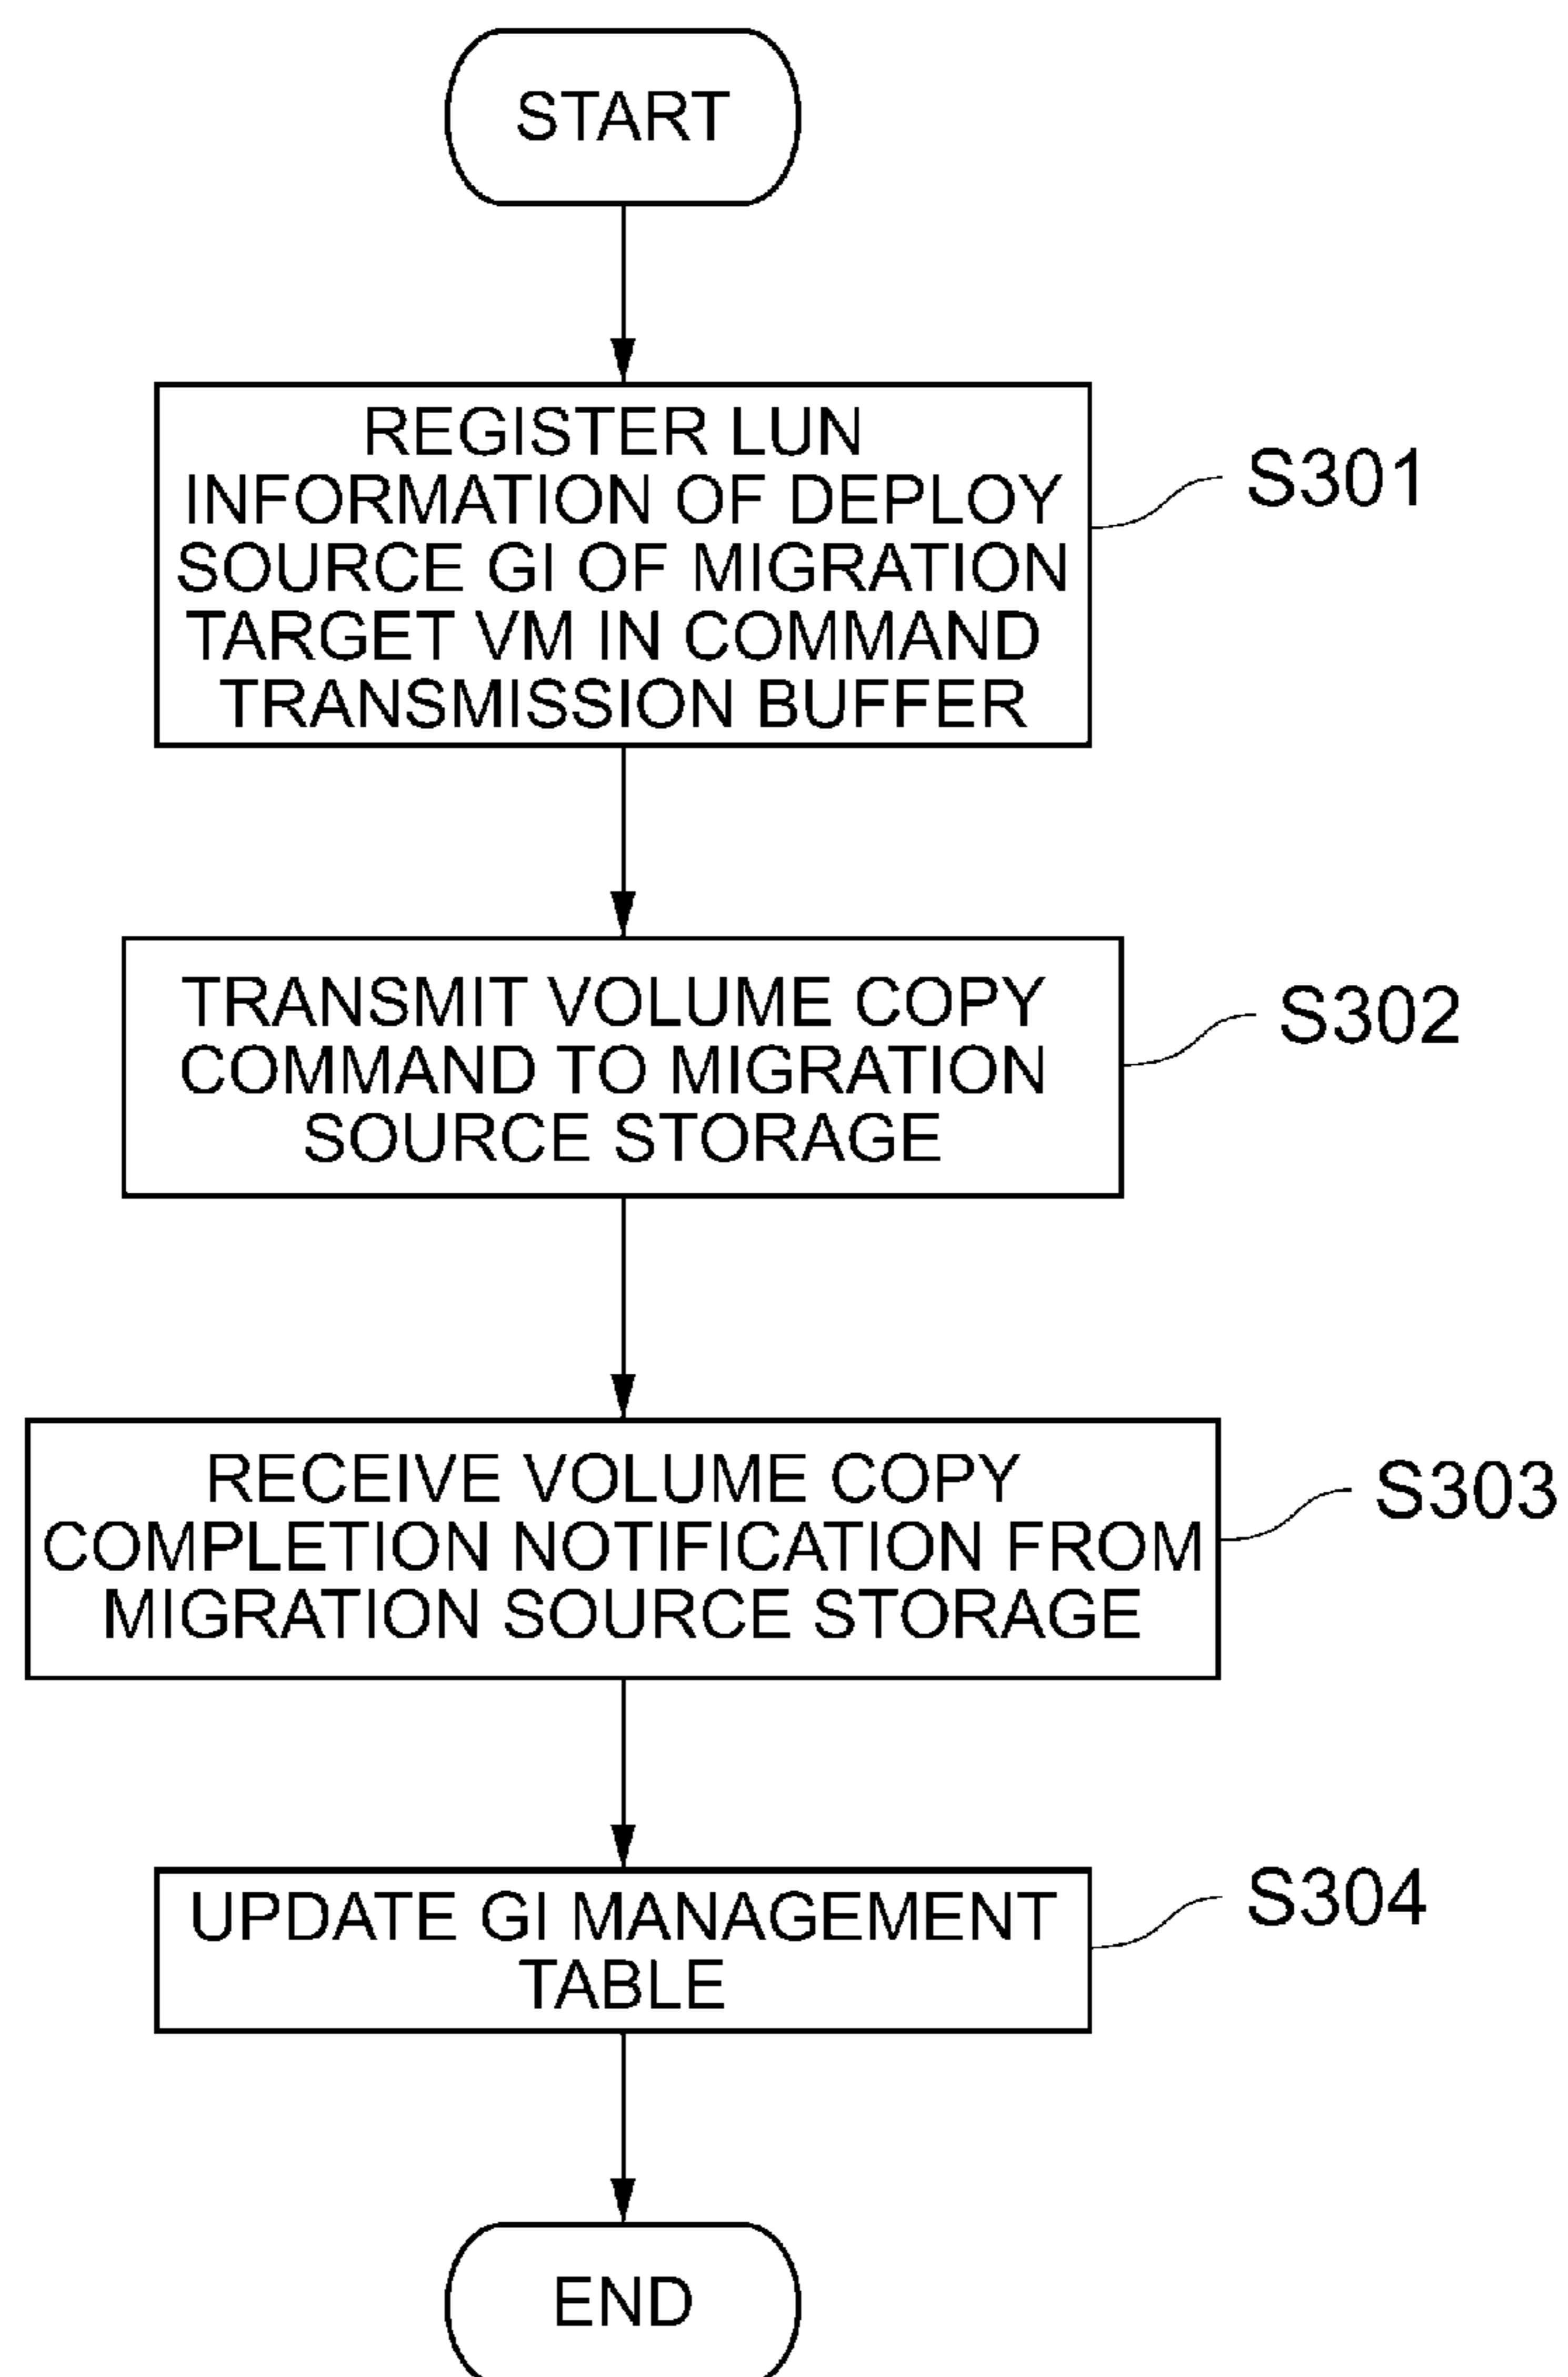 START
REGISTER LUN
INFORMATION OF DEPLOY
SOURCE GI OF MIGRATION
TARGET VM IN COMMAND
TRANSMISSION BUFFER
S301
TRANSMIT VOLUME COPY
COMMAND TO MIGRATION
SOURCE STORAGE
S302
RECEIVE VOLUME COPY
COMPLETION NOTIFICATION FROM
MIGRATION SOURCE STORAGE
S303
UPDATE GI MANAGEMENT
TABLE
S304
END